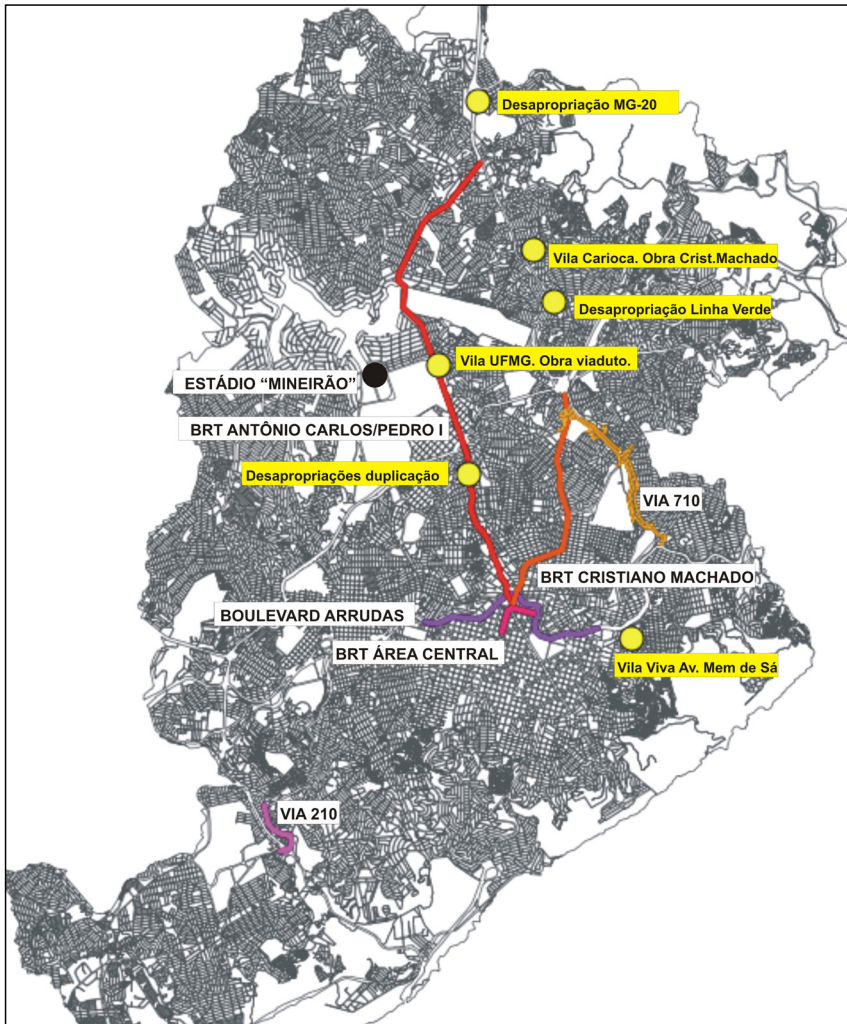 Desapropriação MG-20
Vila Carioca. Obra Crist.Machado
Desapropriação Linha Verde
Vila UFMG. Obra viaduto.
ESTÁDIO “MINEIRÃO”
BRT ANTÔNIO CARLOS/PEDRO I
Desapropriações duplicação
VIA 710
BRT CRISTIANO MACHADO
BOULEVARD ARRUDAS
BRT ÁREA CENTRAL
Vila Viva Av. Mem de Sá
VIA 210